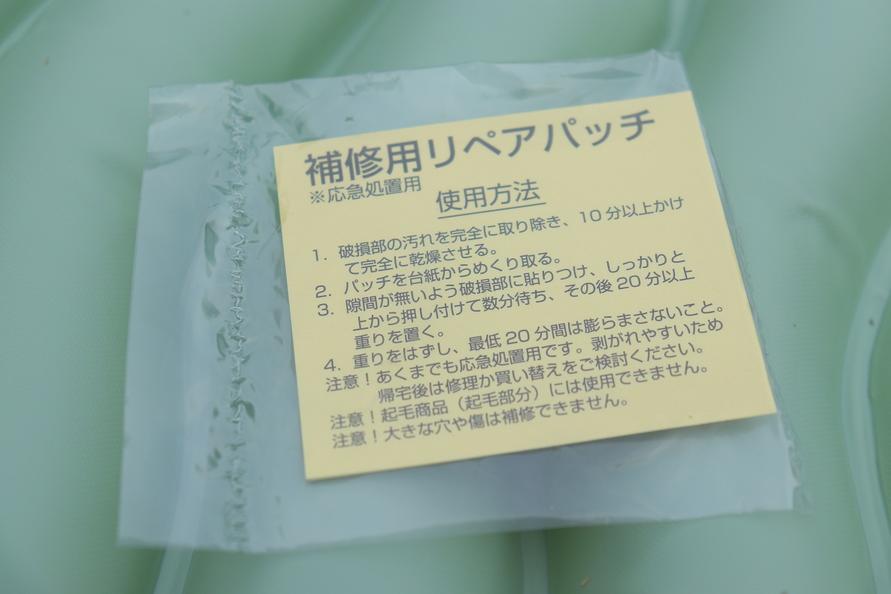 補修用リペアパッチ
※応急処置用
使用方法
1. 破損部の汚れを完全に取り除き、10 分以上かけ
て完全に乾燥させる。
2. パッチを台紙からめくり取る。
3. 隙間が無いよう破損部に貼りつけ、しっかりと
上から押し付けて数分待ち、その後 20 分以上
重りを置く。
4. 重りをはずし、最低 20 分間は膨らまさないこと。
注意！あくまでも応急処置用です。剥がれやすいため
帰宅後は修理か買い替えをご検討ください。
注意！起毛商品（起毛部分）には使用できません。
注意！大きな穴や傷は補修できません。